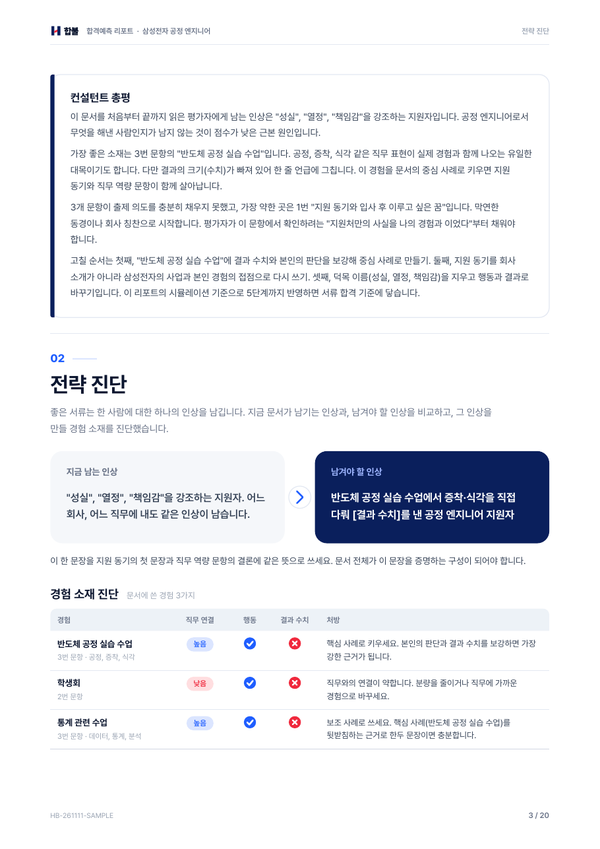 합불 합격예측 리포트 · 삼성전자 공정 엔지니어
전략 진단
컨설턴트 총평
이 문서를 처음부터 끝까지 읽은 평가자에게 남는 인상은 "성실", "열정", "책임감"을 강조하는 지원자입니다. 공정 엔지니어로서
무엇을 해낸 사람인지가 남지 않는 것이 점수가 낮은 근본 원인입니다.
가장 좋은 소재는 3번 문항의 "반도체 공정 실습 수업"입니다. 공정, 증착, 식각 같은 직무 표현이 실제 경험과 함께 나오는 유일한
대목이기도 합니다. 다만 결과의 크기(수치)가 빠져 있어 한 줄 언급에 그칩니다. 이 경험을 문서의 중심 사례로 키우면 지원
동기와 직무 역량 문항이 함께 살아납니다.
3개 문항이 출제 의도를 충분히 채우지 못했고, 가장 약한 곳은 1번 "지원 동기와 입사 후 이루고 싶은 꿈"입니다. 막연한
동경이나 회사 칭찬으로 시작합니다. 평가자가 이 문항에서 확인하려는 "지원처만의 사실을 나의 경험과 이었다"부터 채워야
합니다.
고칠 순서는 첫째, "반도체 공정 실습 수업"에 결과 수치와 본인의 판단을 보강해 중심 사례로 만들기. 둘째, 지원 동기를 회사
소개가 아니라 삼성전자의 사업과 본인 경험의 접점으로 다시 쓰기. 셋째, 덕목 이름(성실, 열정, 책임감)을 지우고 행동과 결과로
바꾸기입니다. 이 리포트의 시뮬레이션 기준으로 5단계까지 반영하면 서류 합격 기준에 닿습니다.
02
전략 진단
좋은 서류는 한 사람에 대한 하나의 인상을 남깁니다. 지금 문서가 남기는 인상과, 남겨야 할 인상을 비교하고, 그 인상을
만들 경험 소재를 진단했습니다.
지금 남는 인상
"성실", "열정", "책임감"을 강조하는 지원자. 어느
회사, 어느 직무에 내도 같은 인상이 남습니다.
남겨야 할 인상
반도체 공정 실습 수업에서 증착·식각을 직접
다뤄 [결과 수치]를 낸 공정 엔지니어 지원자
이 한 문장을 지원 동기의 첫 문장과 직무 역량 문항의 결론에 같은 뜻으로 쓰세요. 문서 전체가 이 문장을 증명하는 구성이 되어야 합니다.
경험 소재 진단 문서에 쓴 경험 3가지
경험 직무 연결 행동 결과 수치 처방
반도체 공정 실습 수업 높음 핵심 사례로 키우세요. 본인의 판단과 결과 수치를 보강하면 가장
3번 문항 · 공정, 증착, 식각 강한 근거가 됩니다.
학생회 낮음 직무와의 연결이 약합니다. 분량을 줄이거나 직무에 가까운
2번 문항 경험으로 바꾸세요.
통계 관련 수업 높음 보조 사례로 쓰세요. 핵심 사례(반도체 공정 실습 수업)를
3번 문항 · 데이터, 통계, 분석 뒷받침하는 근거로 한두 문장이면 충분합니다.
HB-261111-SAMPLE
3 / 20